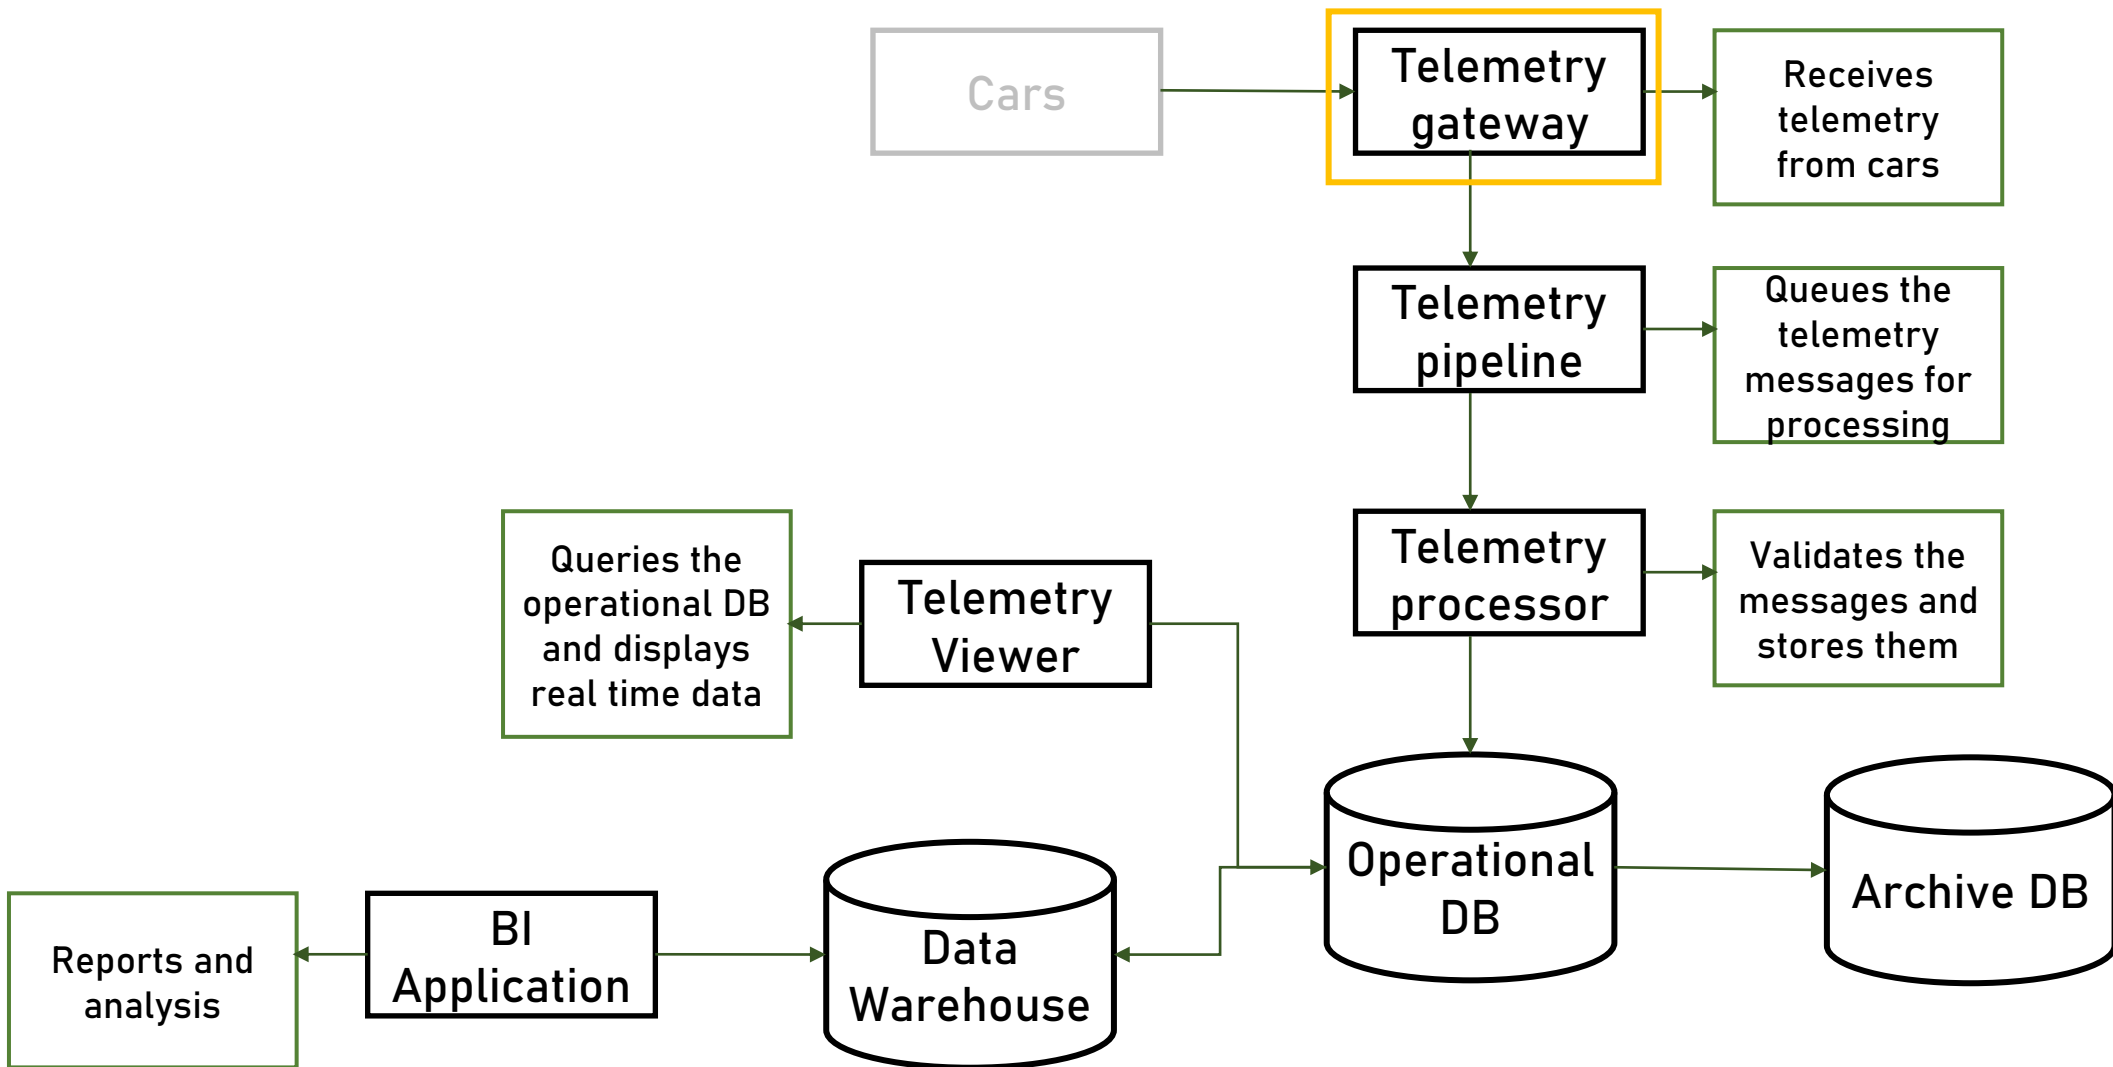 Cars
Telemetry
gateway
Receives
telemetry
from cars
Telemetry
pipeline
Queues the
telemetry
messages for
processing
Telemetry
processor
Validates the
messages and
stores them
Queries the
operational DB
and displays
real time data
Telemetry
Viewer
Operational
DB
Archive DB
Data
Warehouse
BI
Application
Reports and
analysis